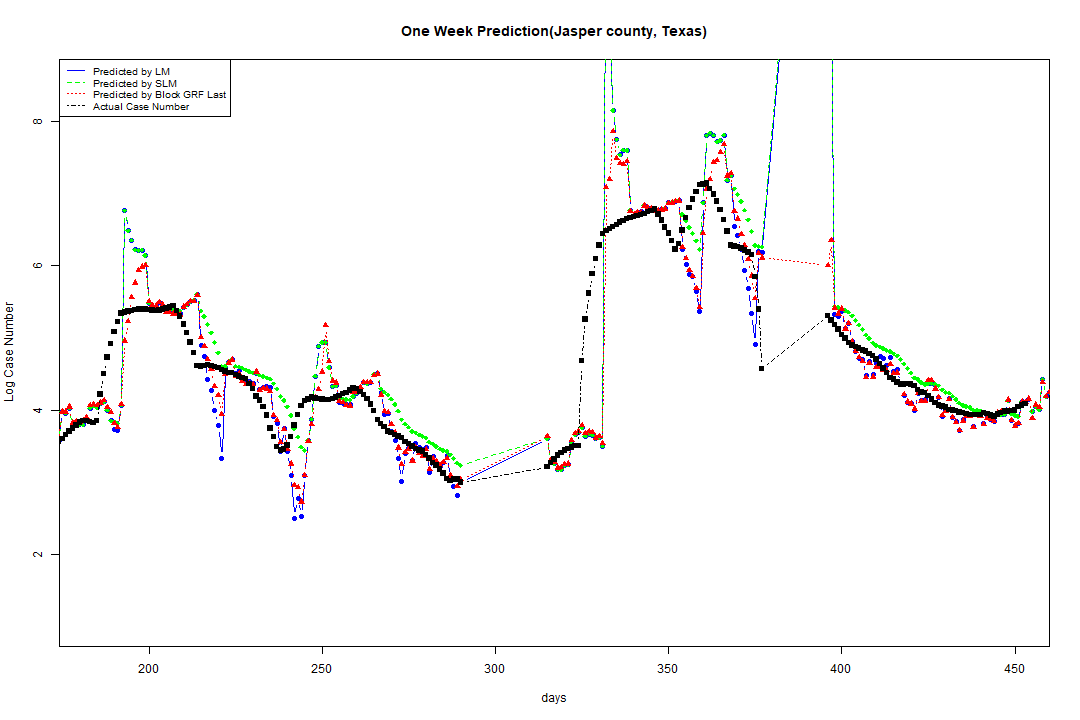 One Week Prediction(Jasper county, Texas)
Predicted by LM
Predicted by SLM
Predicted by Block GRF Last
Actual Case Number
Log Case Number
8
6
4
2
200 250 300 350 400 450
days